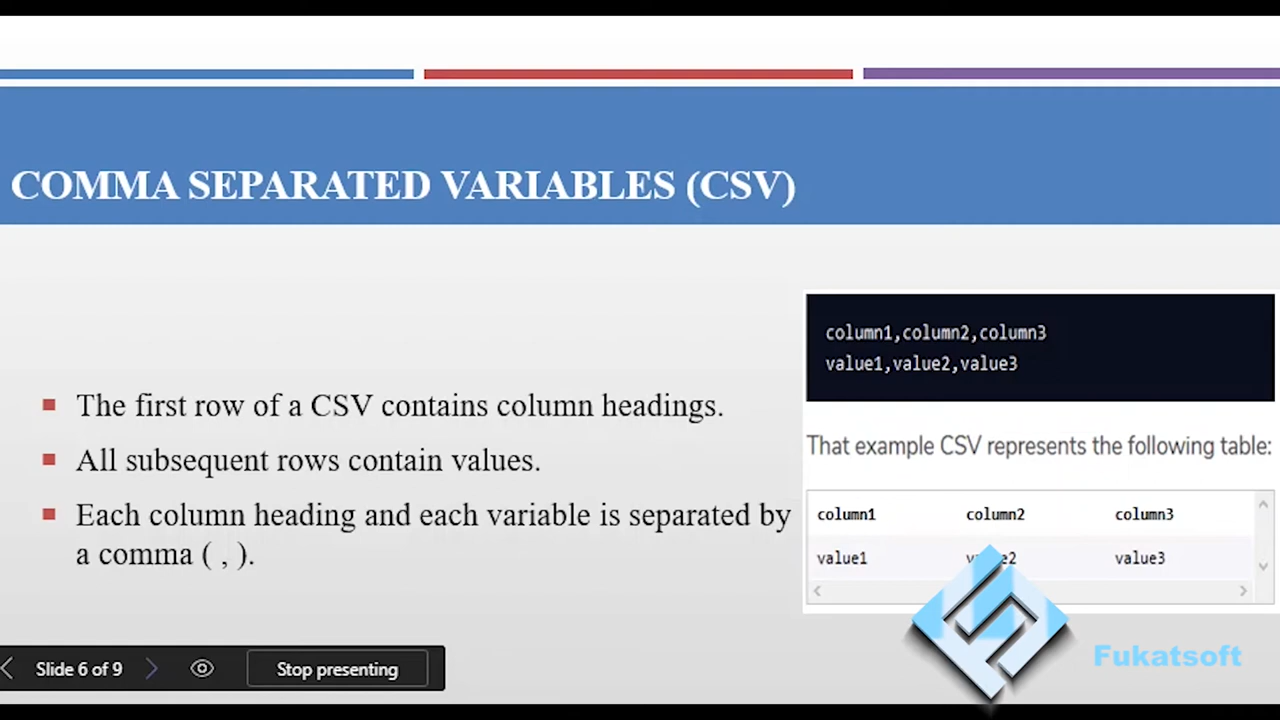 COMMA SEPARATED VARIABLES (CSV)
The first row of a CSV contains column headings.
All subsequent rows contain values.
Each column heading and each variable is separated by
a comma ( , ).
column1,column2,column3
value1,value2,value3
That example CSV represents the following table:
column1 column2 column3
value1 value3
Slide 6 of 9
Stop presenting
Fukatsoft